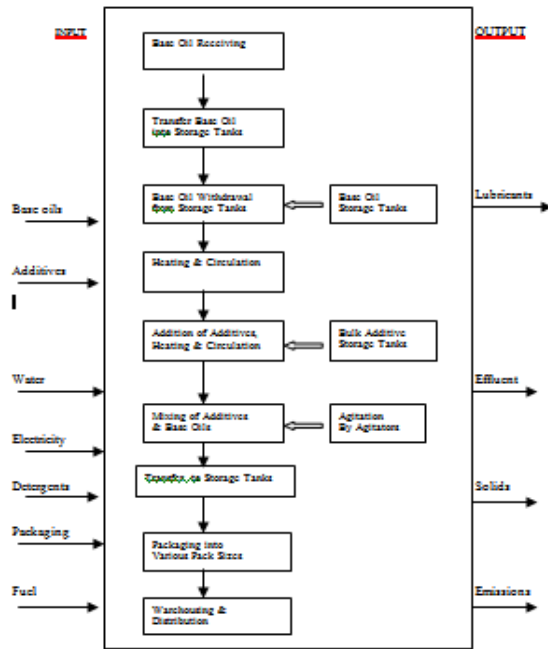 INPUT
OUTPUT
Base Oil Receiving
Transfer Base Oil
into Storage Tanks
Base Oil Withdrawal
from Storage Tanks
Base Oil
Storage Tanks
Base oils
Lubricants
Heating & Circulation
Additives
Addition of Additives,
Heating & Circulation
Bulk Additive
Storage Tanks
Water
Effluent
Mixing of Additives
& Base Oils
Agitation
By Agitators
Electricity
Transfer to Storage Tanks
Detergents
Solids
Packaging
Packaging into
Various Pack Sizes
Fuel
Emissions
Warehousing &
Distribution